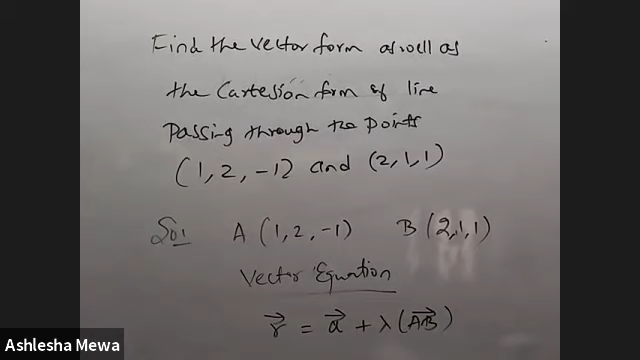 Find the vector form as well as
the Cartesian form of line
Passing through the points
(1, 2, -1) and (2, 1, 1)
Sol A (1, 2, -1) B (2, 1, 1)
Vector Equation
r⃗ = a⃗ + λ(AB⃗)
Ashlesha Mewa